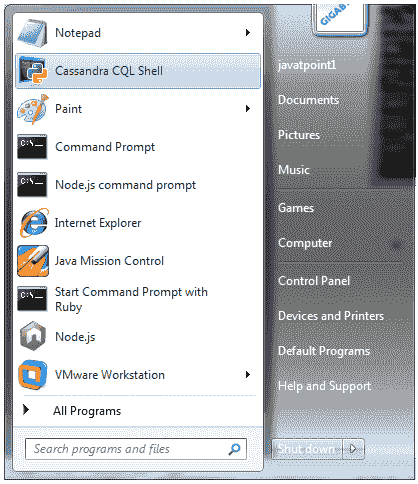 Notepad
Cassandra CQL Shell
Paint
Command Prompt
Node.js command prompt
Internet Explorer
Java Mission Control
Start Command Prompt with
Ruby
Node.js
VMware Workstation
All Programs
Search programs and files
GIGAB
javatpoint1
Documents
Pictures
Music
Games
Computer
Control Panel
Devices and Printers
Default Programs
Help and Support
Shut down